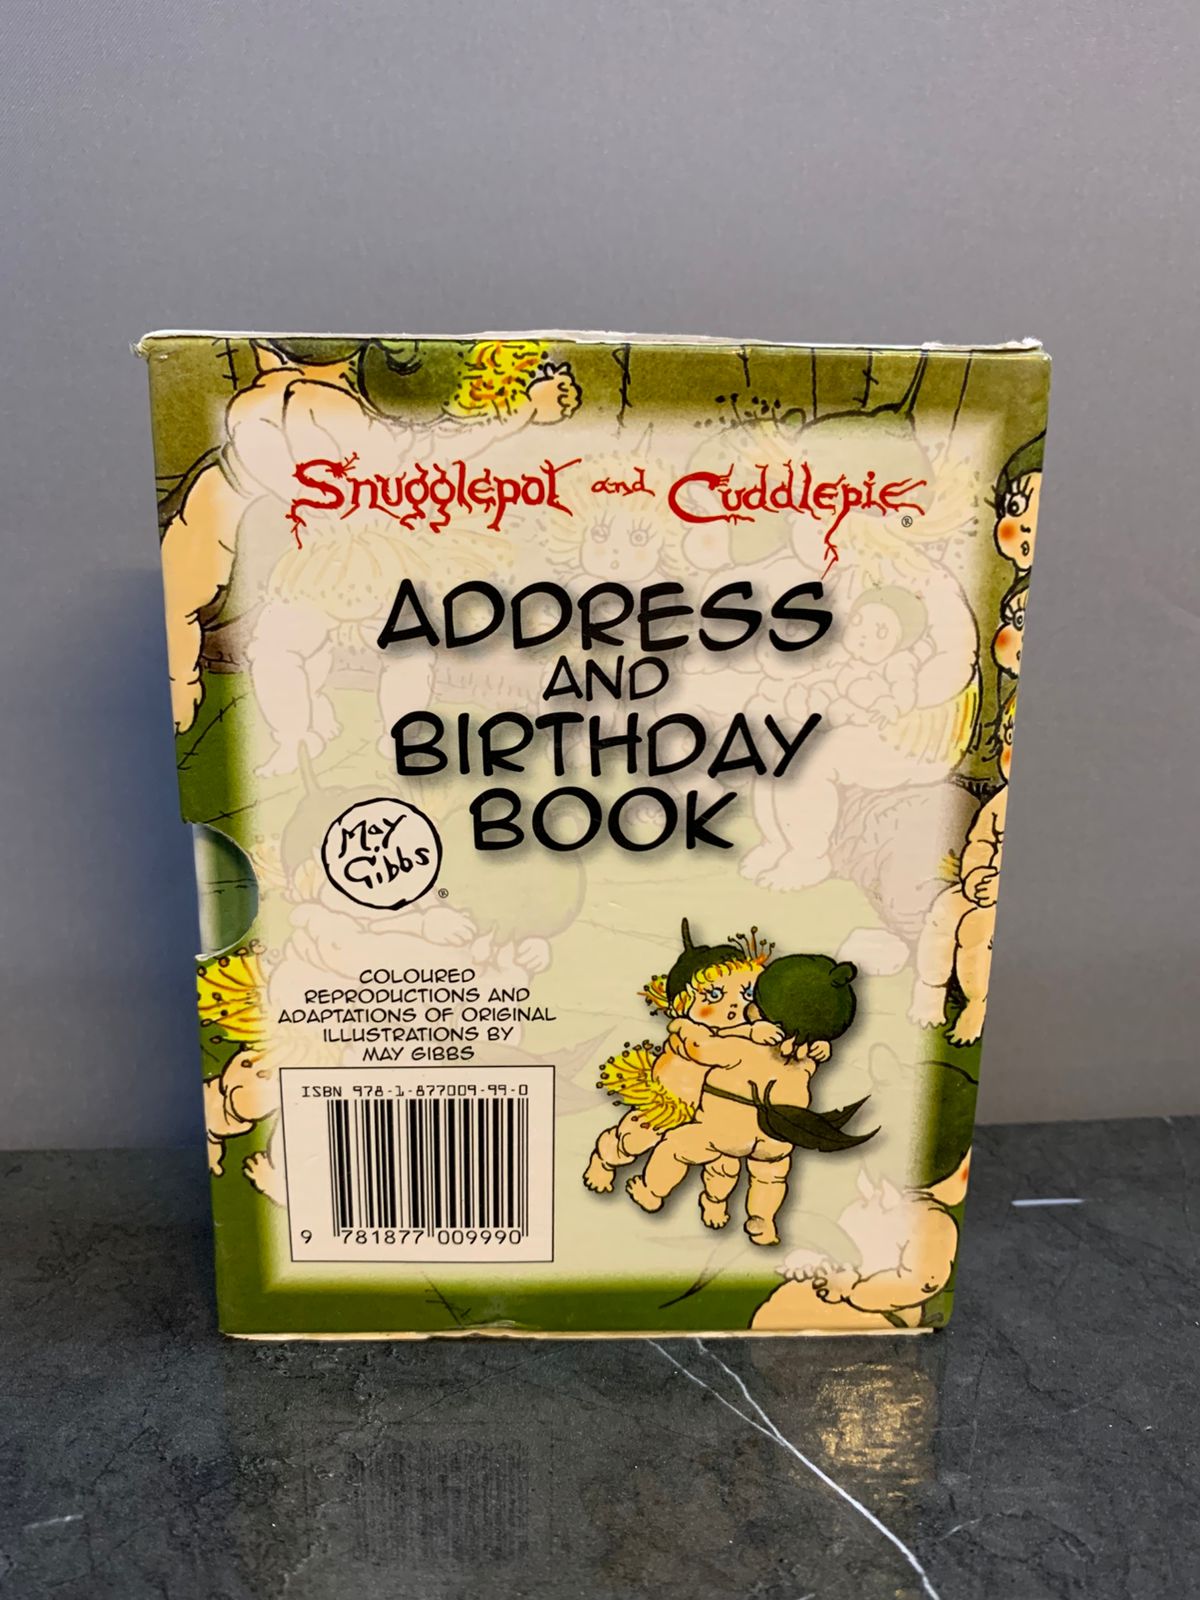 Snugglepot and Cuddlepie®
ADDRESS
AND
BIRTHDAY
BOOK
May
Gibbs
®
COLOURED
REPRODUCTIONS AND
ADAPTATIONS OF ORIGINAL
ILLUSTRATIONS BY
MAY GIBBS
ISBN 978-1-877009-99-0
9 781877 009990